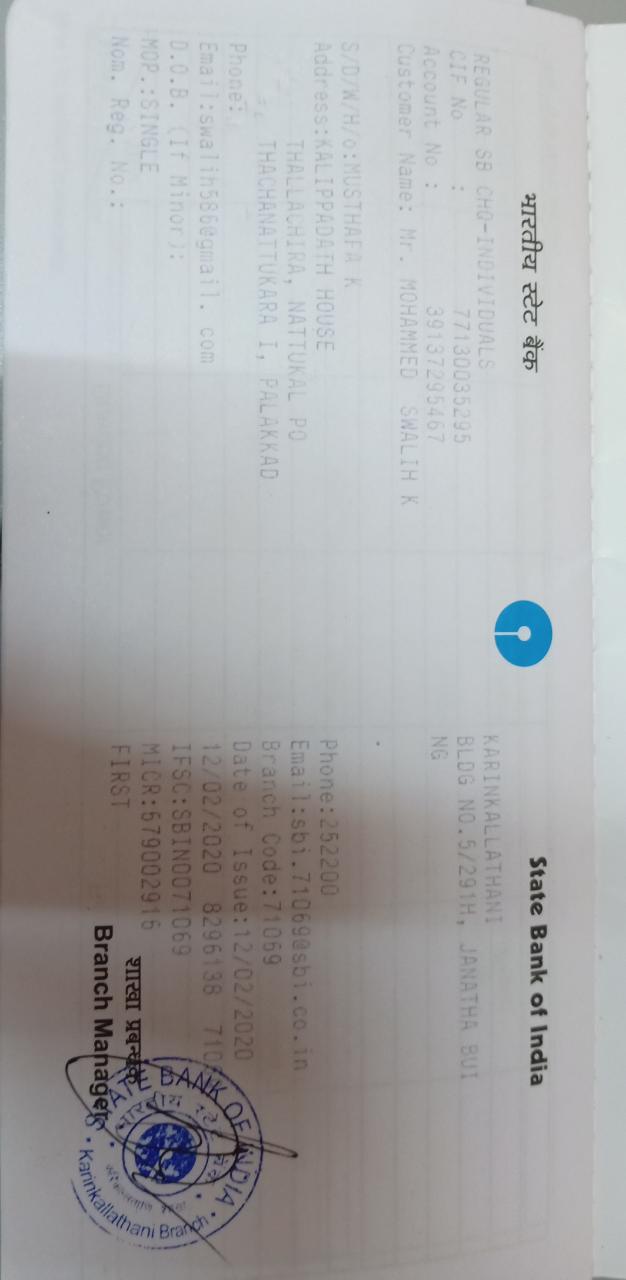 भारतीय स्टेट बैंक
State Bank of India
REGULAR SB CHQ-INDIVIDUALS
CIF No : 77130035295
Account No : 39137295467
Customer Name: Mr. MOHAMMED SWALIH K
S/D/W/H/o:MUSTHAFA K
Address:KALIPPADATH HOUSE
THALLACHIRA, NATTUKAL PO
THACHANATTUKARA I, PALAKKAD
Phone:
Email:swalih586@gmail.com
D.O.B. (If Minor):
MOP.:SINGLE
Nom. Reg. No.:
KARINKALLATHANI
BLDG NO.5/291H, JANATHA BUI
NG
Phone:252200
Email:sbi.71069@sbi.co.in
Branch Code:71069
Date of Issue:12/02/2020
12/02/2020 8296138 710
IFSC:SBIN0071069
MICR:679002916
FIRST
शाखा प्रबन्धक
Branch Manager
STATE BANK OF INDIA
Karinkallathani Branch